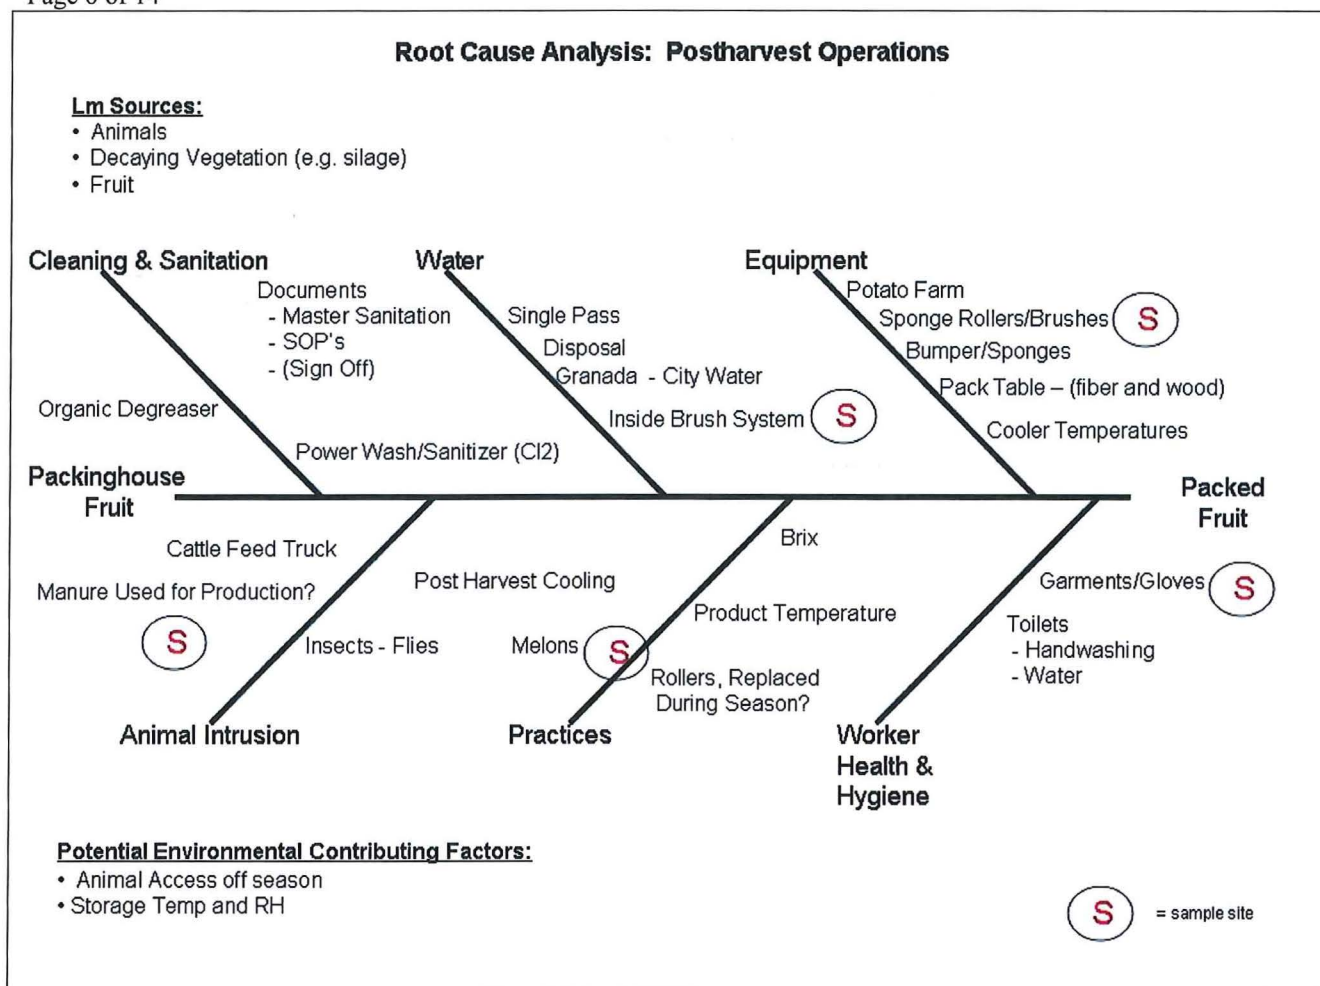 Page 6 of 14
Root Cause Analysis: Postharvest Operations
Lm Sources:
• Animals
• Decaying Vegetation (e.g. silage)
• Fruit
Cleaning & Sanitation
Documents
- Master Sanitation
- SOP's
- (Sign Off)
Organic Degreaser
Power Wash/Sanitizer (Cl2)
Water
Single Pass
Disposal
Granada - City Water
Inside Brush System S
Equipment
Potato Farm
Sponge Rollers/Brushes S
Bumper/Sponges
Pack Table – (fiber and wood)
Cooler Temperatures
Packinghouse
Fruit
Packed
Fruit
Cattle Feed Truck
Manure Used for Production?
S
Insects - Flies
Animal Intrusion
Post Harvest Cooling
Melons S
Brix
Product Temperature
Rollers, Replaced
During Season?
Practices
Garments/Gloves S
Toilets
- Handwashing
- Water
Worker
Health &
Hygiene
Potential Environmental Contributing Factors:
• Animal Access off season
• Storage Temp and RH
S = sample site